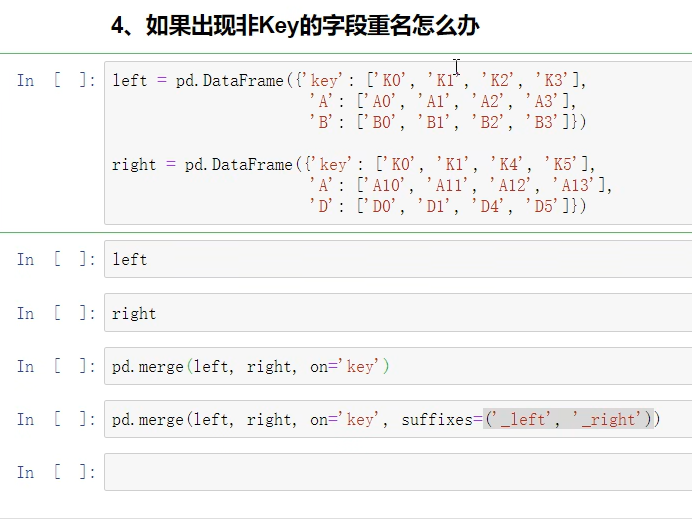 4、如果出现非Key的字段重名怎么办
In [ ]: left = pd.DataFrame({'key': ['K0', 'K1', 'K2', 'K3'],
'A': ['A0', 'A1', 'A2', 'A3'],
'B': ['B0', 'B1', 'B2', 'B3']})
right = pd.DataFrame({'key': ['K0', 'K1', 'K4', 'K5'],
'A': ['A10', 'A11', 'A12', 'A13'],
'D': ['D0', 'D1', 'D4', 'D5']})
In [ ]: left
In [ ]: right
In [ ]: pd.merge(left, right, on='key')
In [ ]: pd.merge(left, right, on='key', suffixes=('_left', '_right'))
In [ ]: